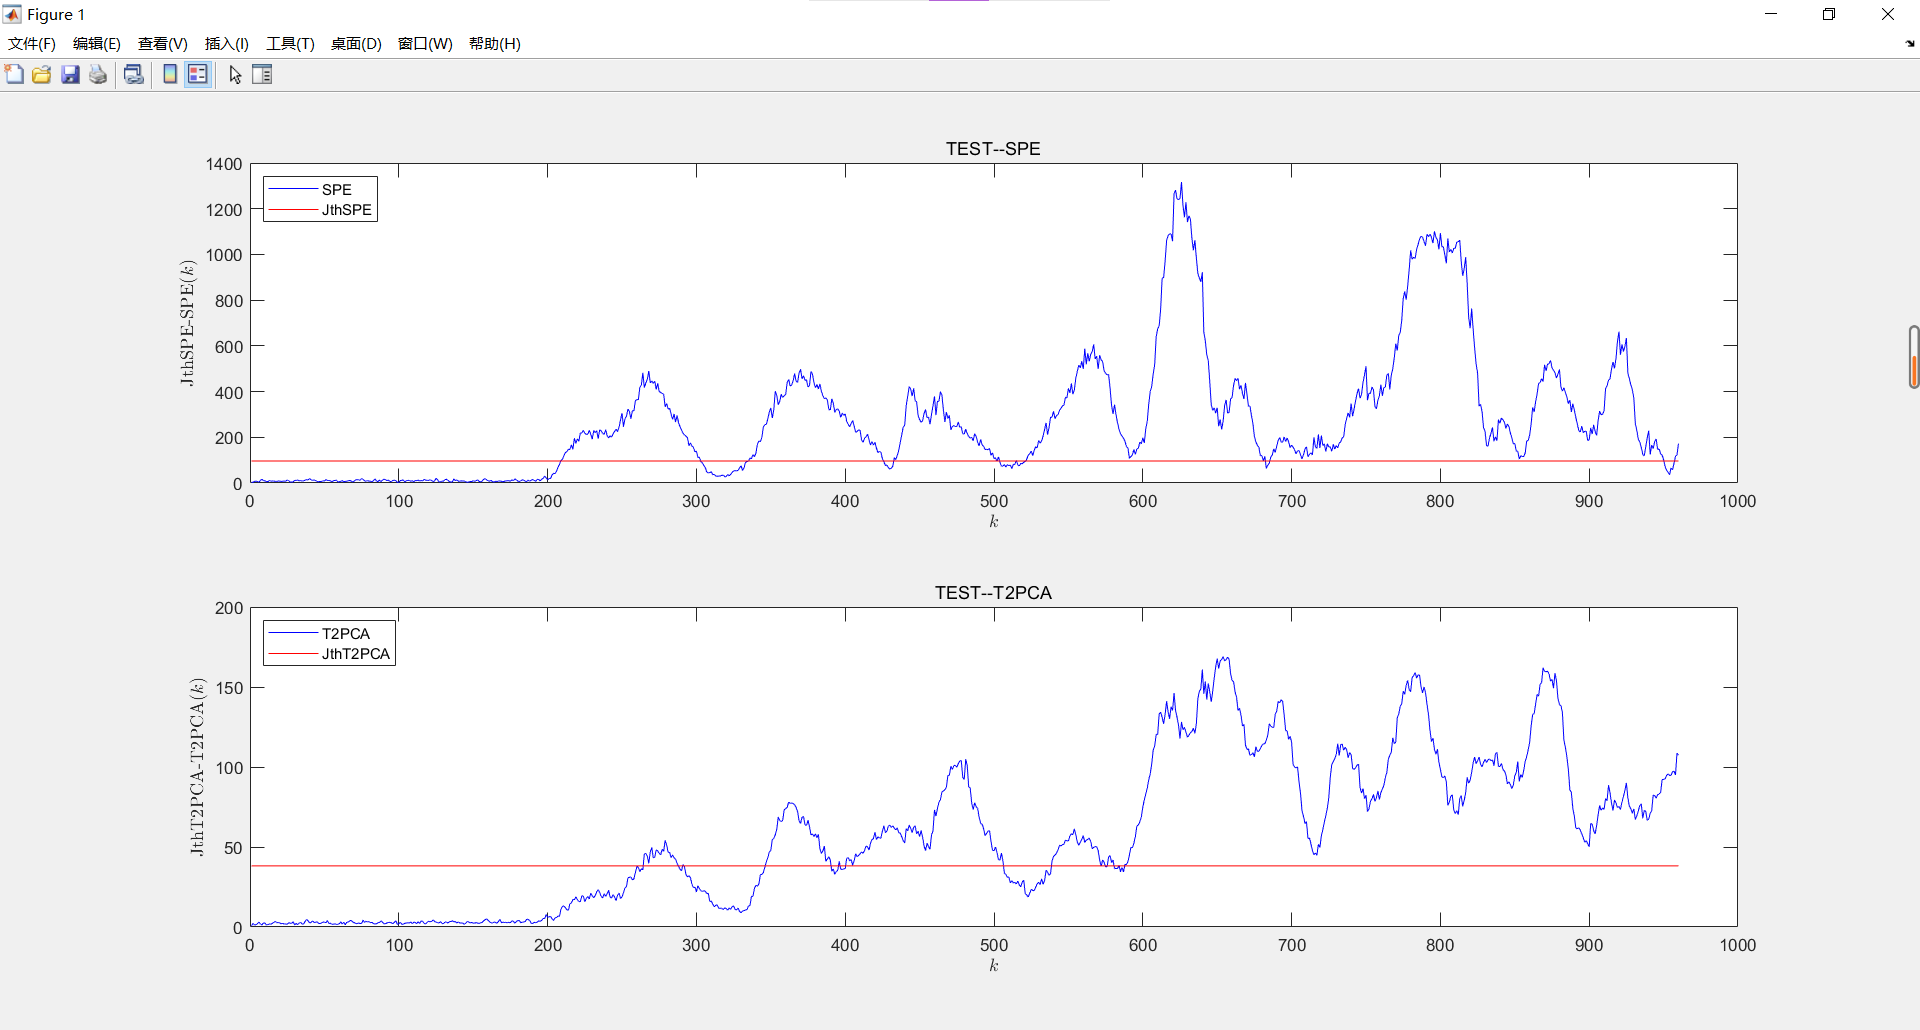 Figure 1
文件(F) 编辑(E) 查看(V) 插入(I) 工具(T) 桌面(D) 窗口(W) 帮助(H)
TEST--SPE
1400
1200
1000
800
600
400
200
0
JthSPE-SPE(k)
SPE
JthSPE
0 100 200 300 400 500 600 700 800 900 1000
k
TEST--T2PCA
200
150
100
50
0
JthT2PCA-T2PCA(k)
T2PCA
JthT2PCA
0 100 200 300 400 500 600 700 800 900 1000
k